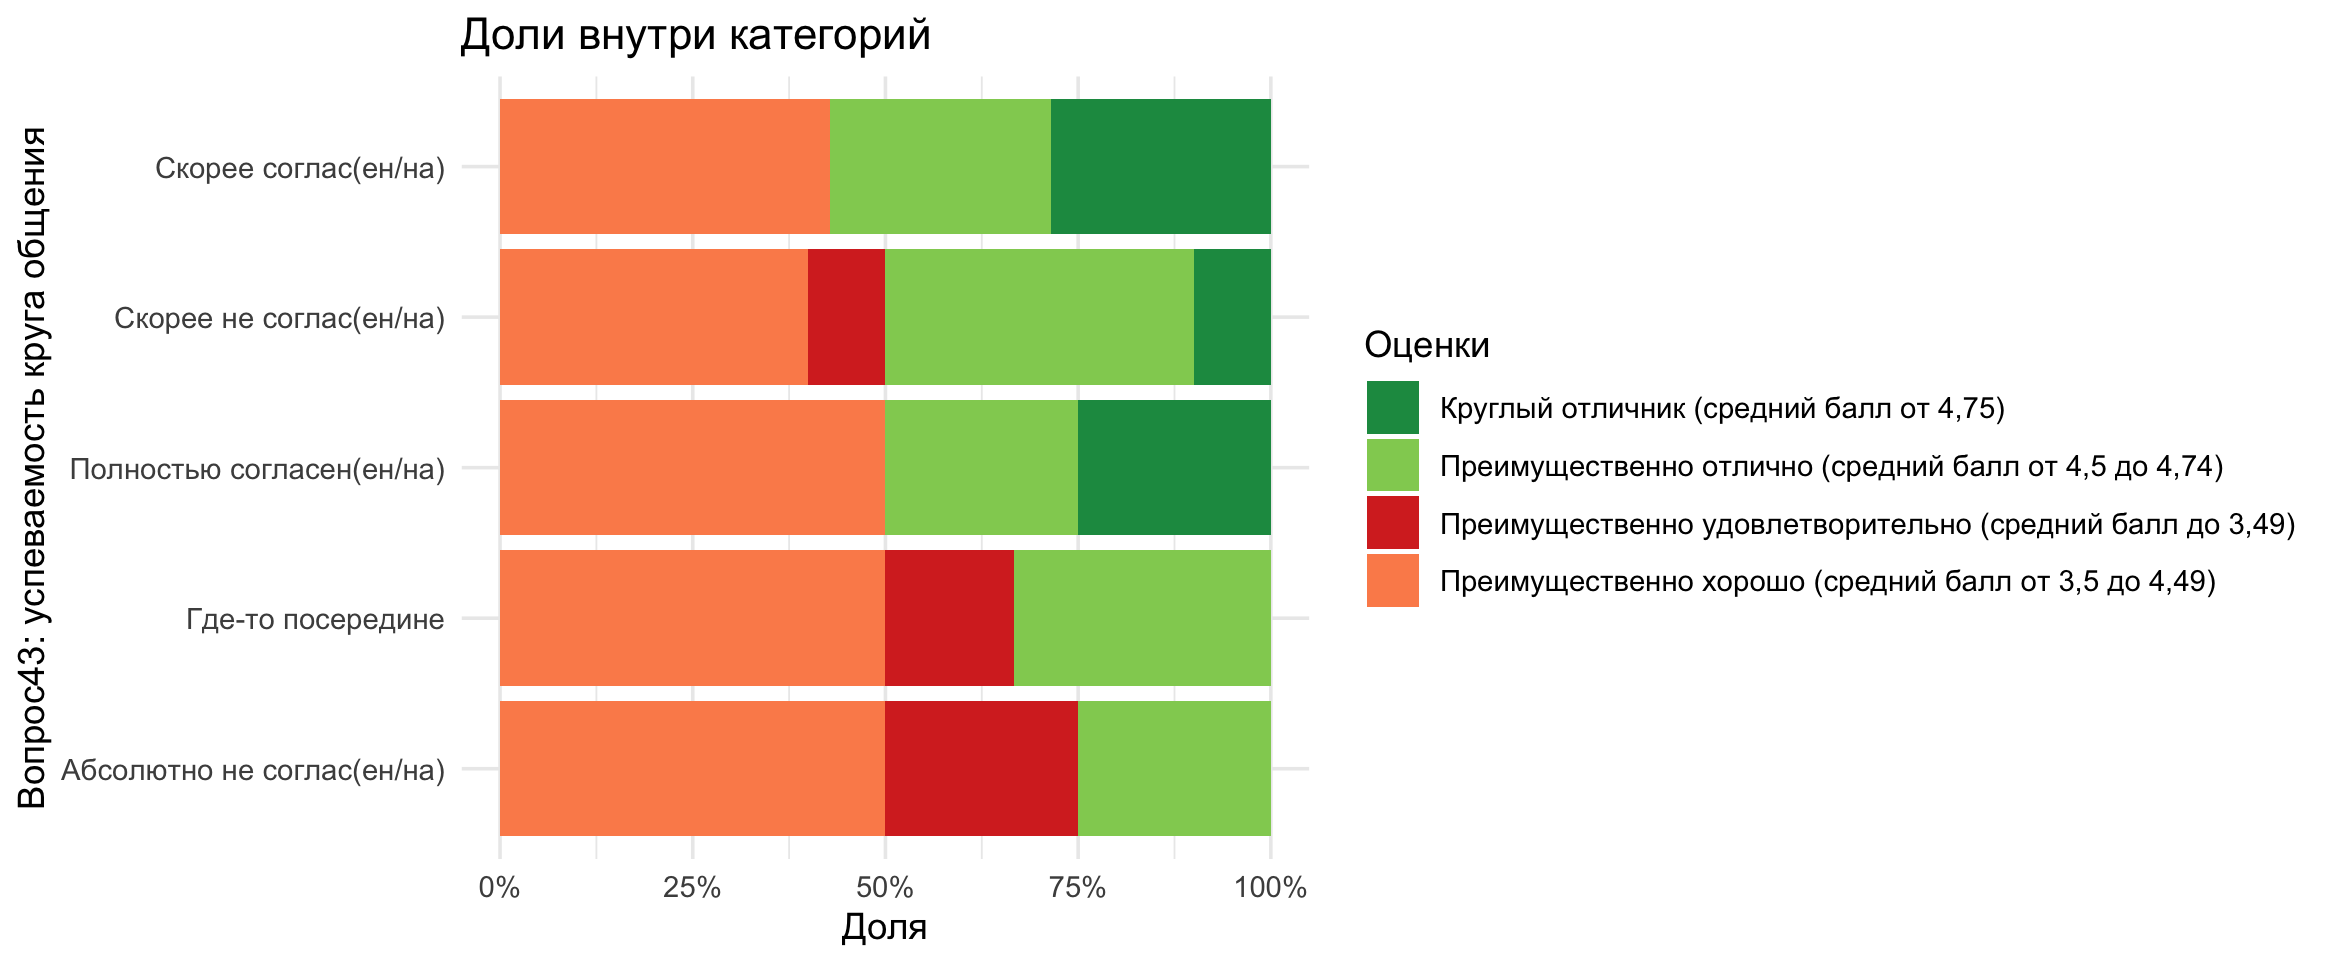 Доли внутри категорий
Вопрос43: успеваемость круга общения
Скорее соглас(ен/на)
Скорее не соглас(ен/на)
Полностью согласен(ен/на)
Где-то посередине
Абсолютно не соглас(ен/на)
0% 25% 50% 75% 100%
Доля
Оценки
Круглый отличник (средний балл от 4,75)
Преимущественно отлично (средний балл от 4,5 до 4,74)
Преимущественно удовлетворительно (средний балл до 3,49)
Преимущественно хорошо (средний балл от 3,5 до 4,49)